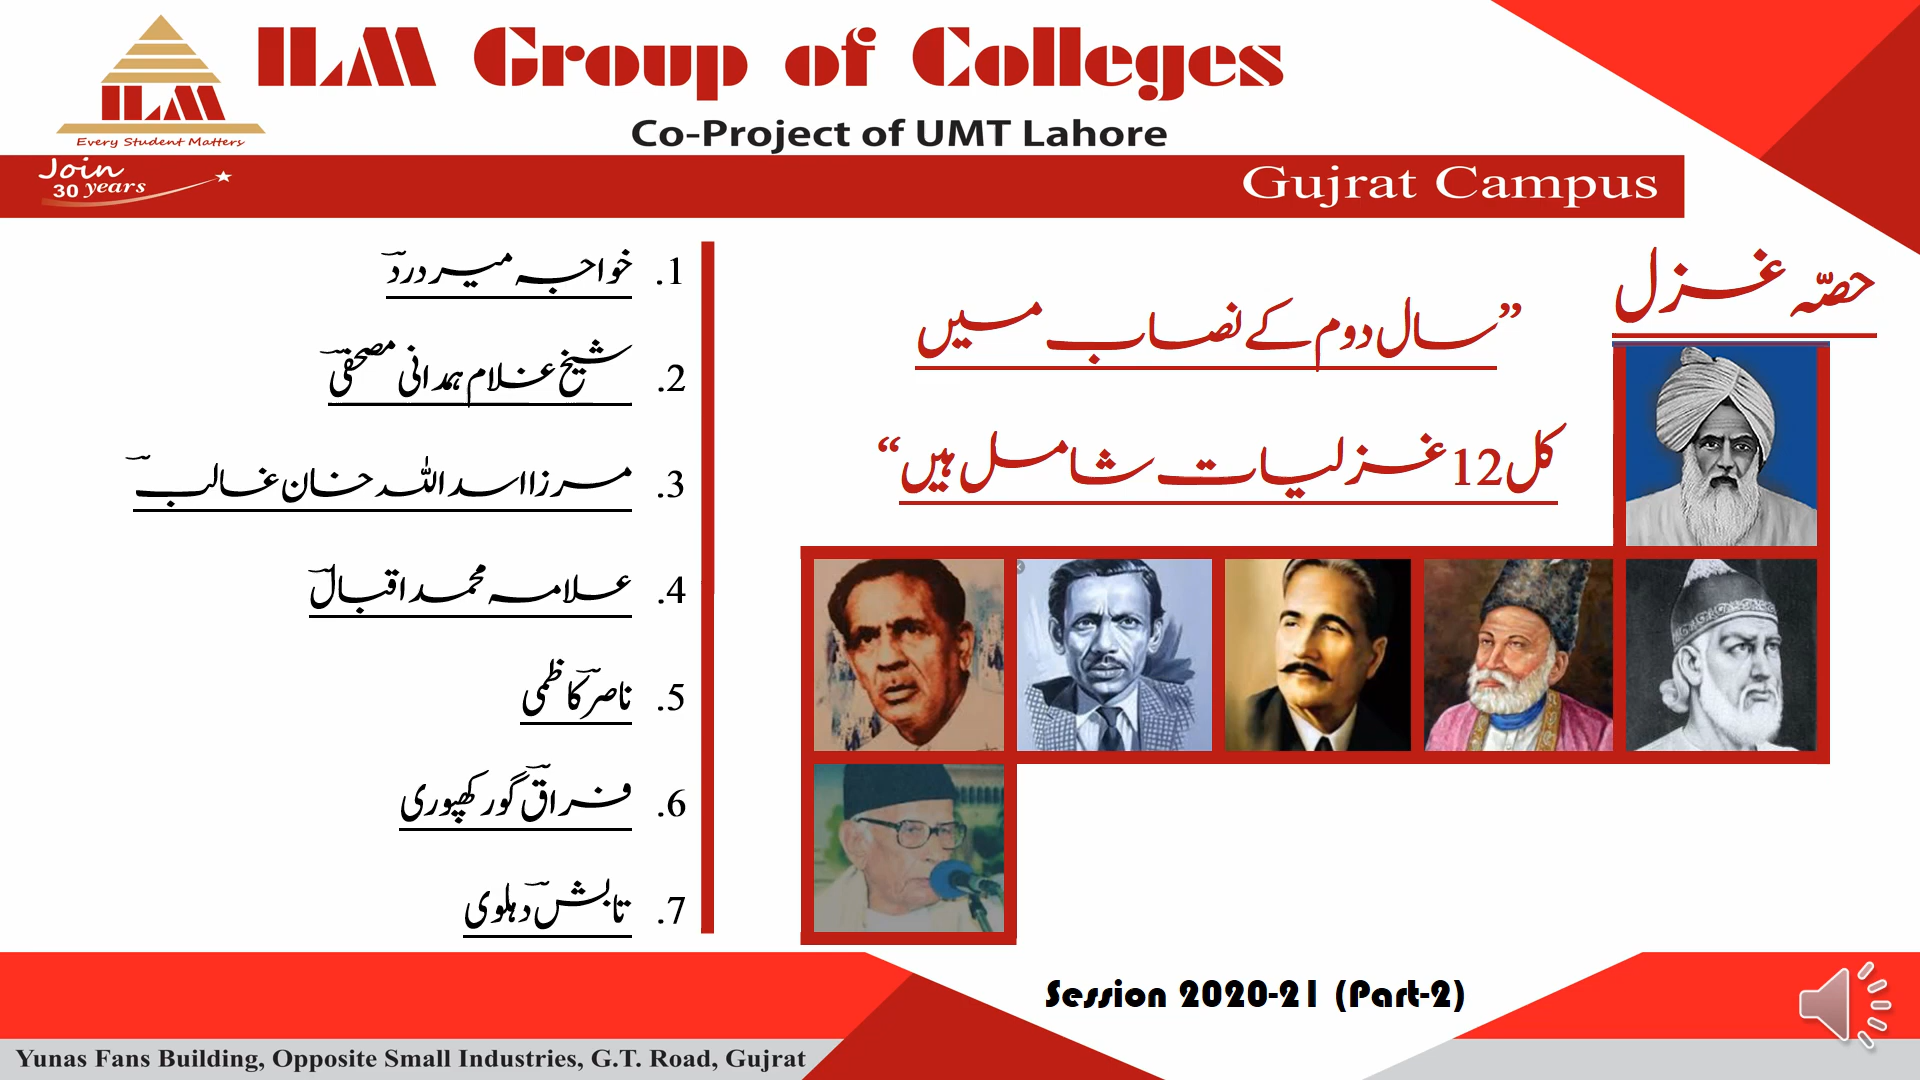 ILM Group of Colleges
ILM
Every Student Matters
Co-Project of UMT Lahore
Join
30 years
Gujrat Campus
حصّہ غزل
”سال دوم کے نصاب میں
کل 12 غزلیات شامل ہیں“
1. خواجہ میر دردؔ
2. شیخ غلام ہمدانی مصحفیؔ
3. مرزا اسد اللہ خان غالبؔ
4. علامہ محمد اقبالؔ
5. ناصرؔ کاظمی
6. فراقؔ گورکھپوری
7. تابشؔ دہلوی
Session 2020-21 (Part-2)
Yunas Fans Building, Opposite Small Industries, G.T. Road, Gujrat